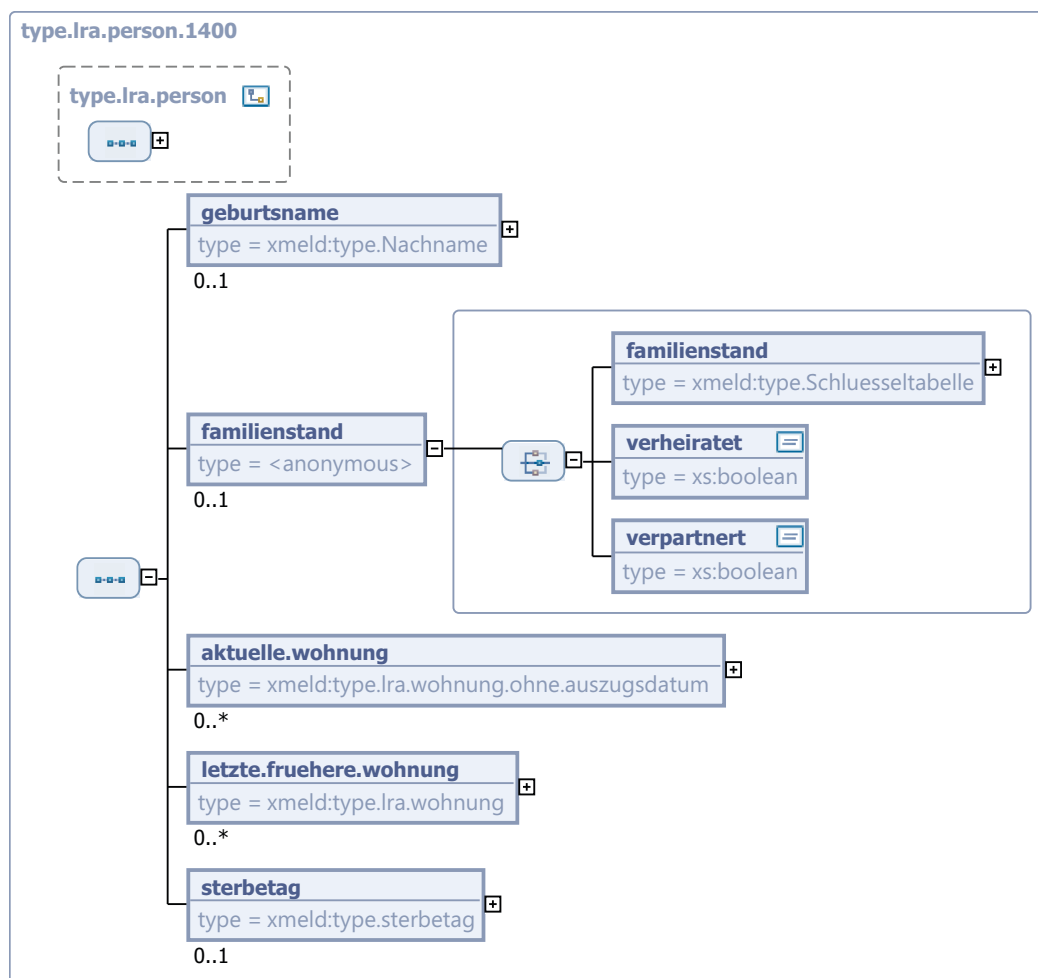 type.lra.person.1400
type.lra.person
geburtsname
type = xmeld:type.Nachname
0..1
familienstand
type = xmeld:type.Schluesseltabelle
familienstand
type = <anonymous>
0..1
verheiratet
type = xs:boolean
verpartnert
type = xs:boolean
aktuelle.wohnung
type = xmeld:type.lra.wohnung.ohne.auszugsdatum
0..*
letzte.fruehere.wohnung
type = xmeld:type.lra.wohnung
0..*
sterbetag
type = xmeld:type.sterbetag
0..1